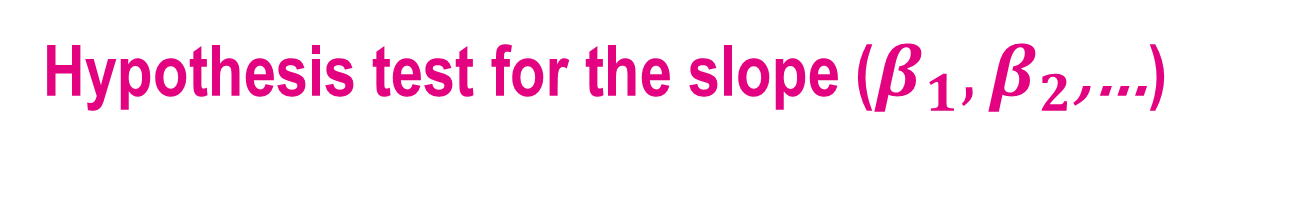 Hypothesis test for the slope (𝜷₁, 𝜷₂,…)